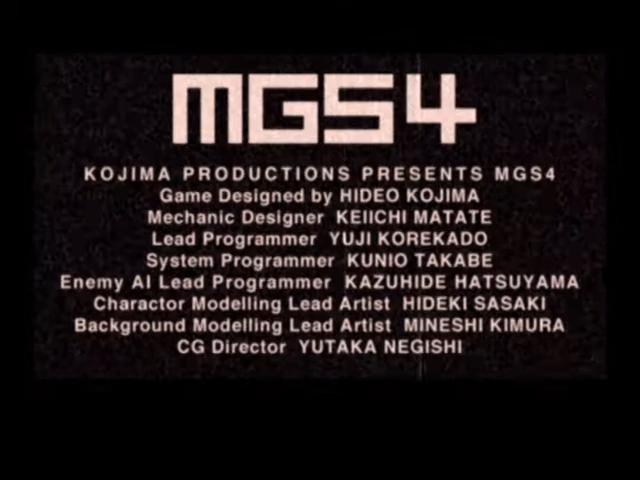 MGS4
KOJIMA PRODUCTIONS PRESENTS MGS4
Game Designed by HIDEO KOJIMA
Mechanic Designer KEIICHI MATATE
Lead Programmer YUJI KOREKADO
System Programmer KUNIO TAKABE
Enemy AI Lead Programmer KAZUHIDE HATSUYAMA
Charactor Modelling Lead Artist HIDEKI SASAKI
Background Modelling Lead Artist MINESHI KIMURA
CG Director YUTAKA NEGISHI